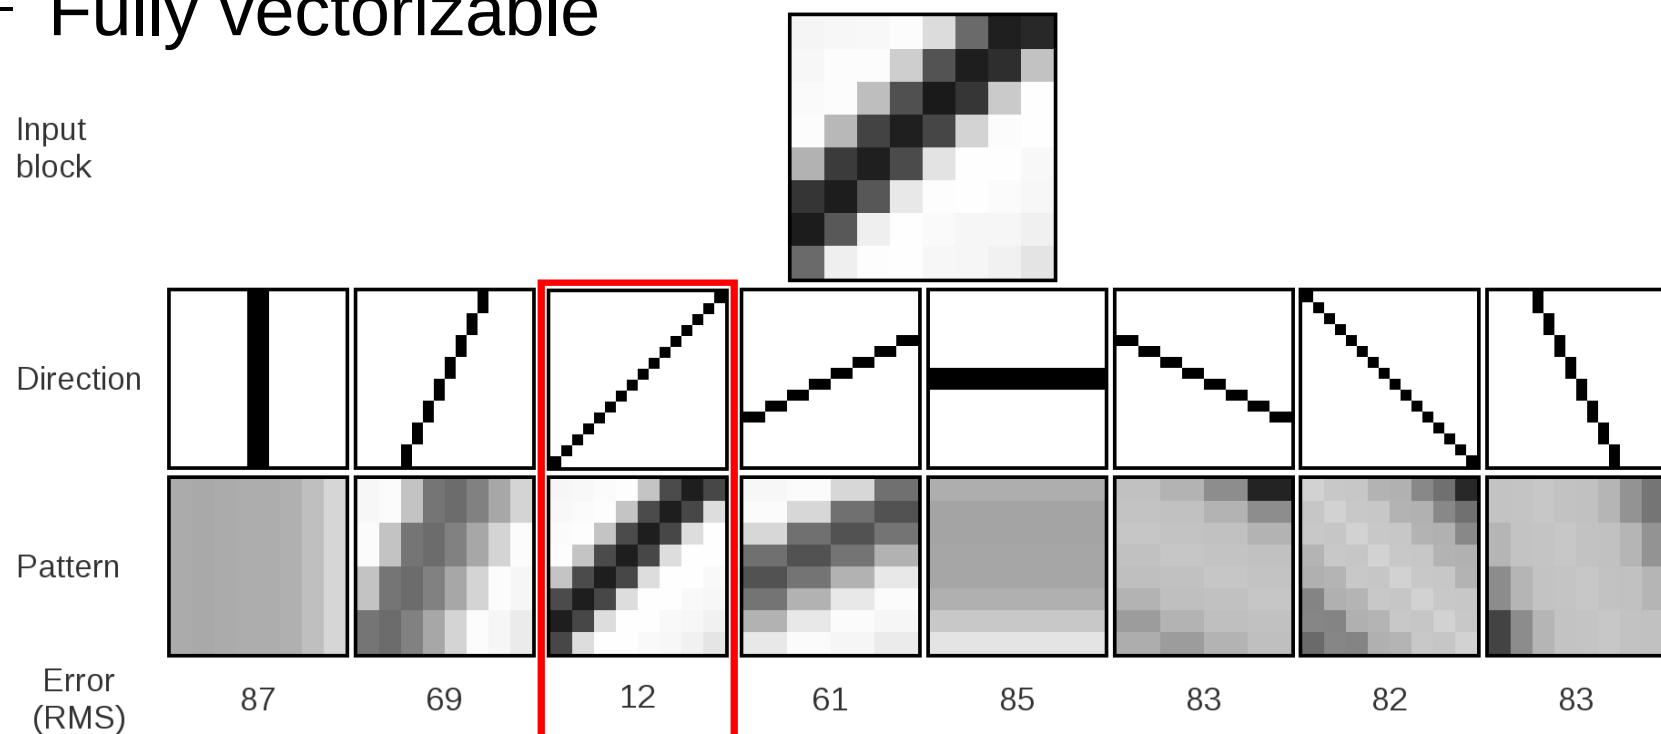 – Fully vectorizable
Input
block
Direction
Pattern
Error
(RMS)
87 69 12 61 85 83 82 83